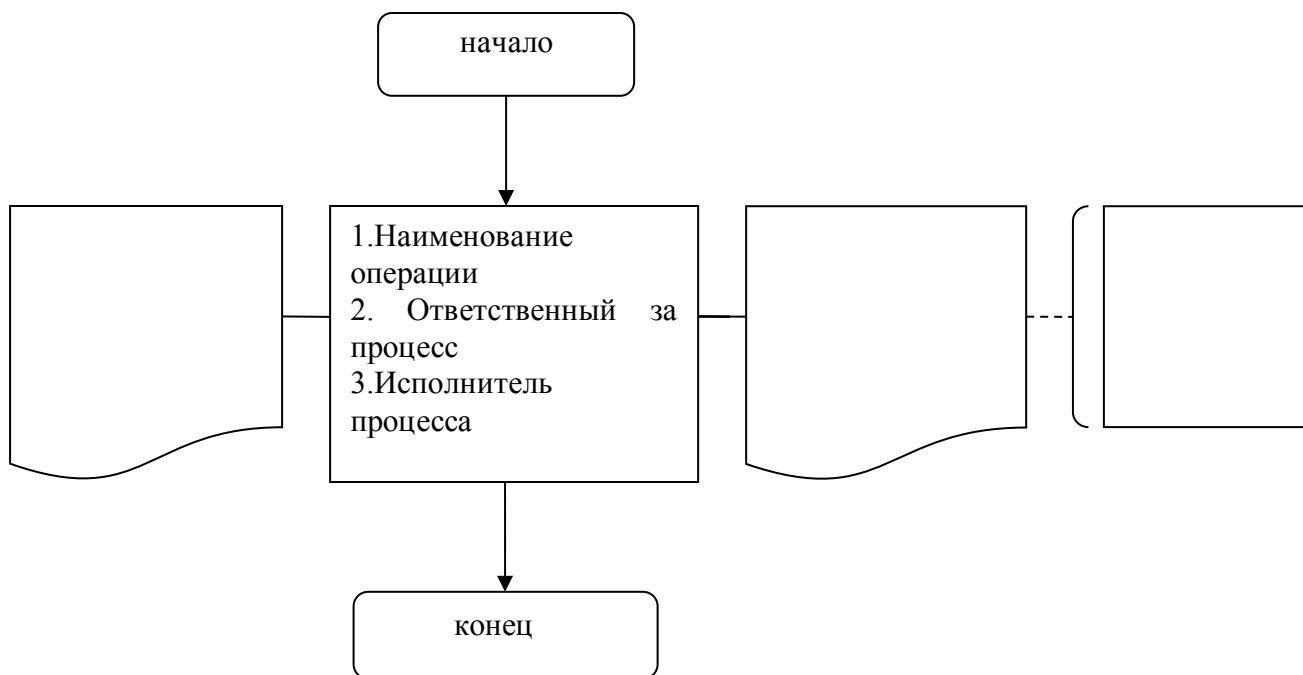 начало
1.Наименование
операции
2. Ответственный за
процесс
3.Исполнитель
процесса
конец